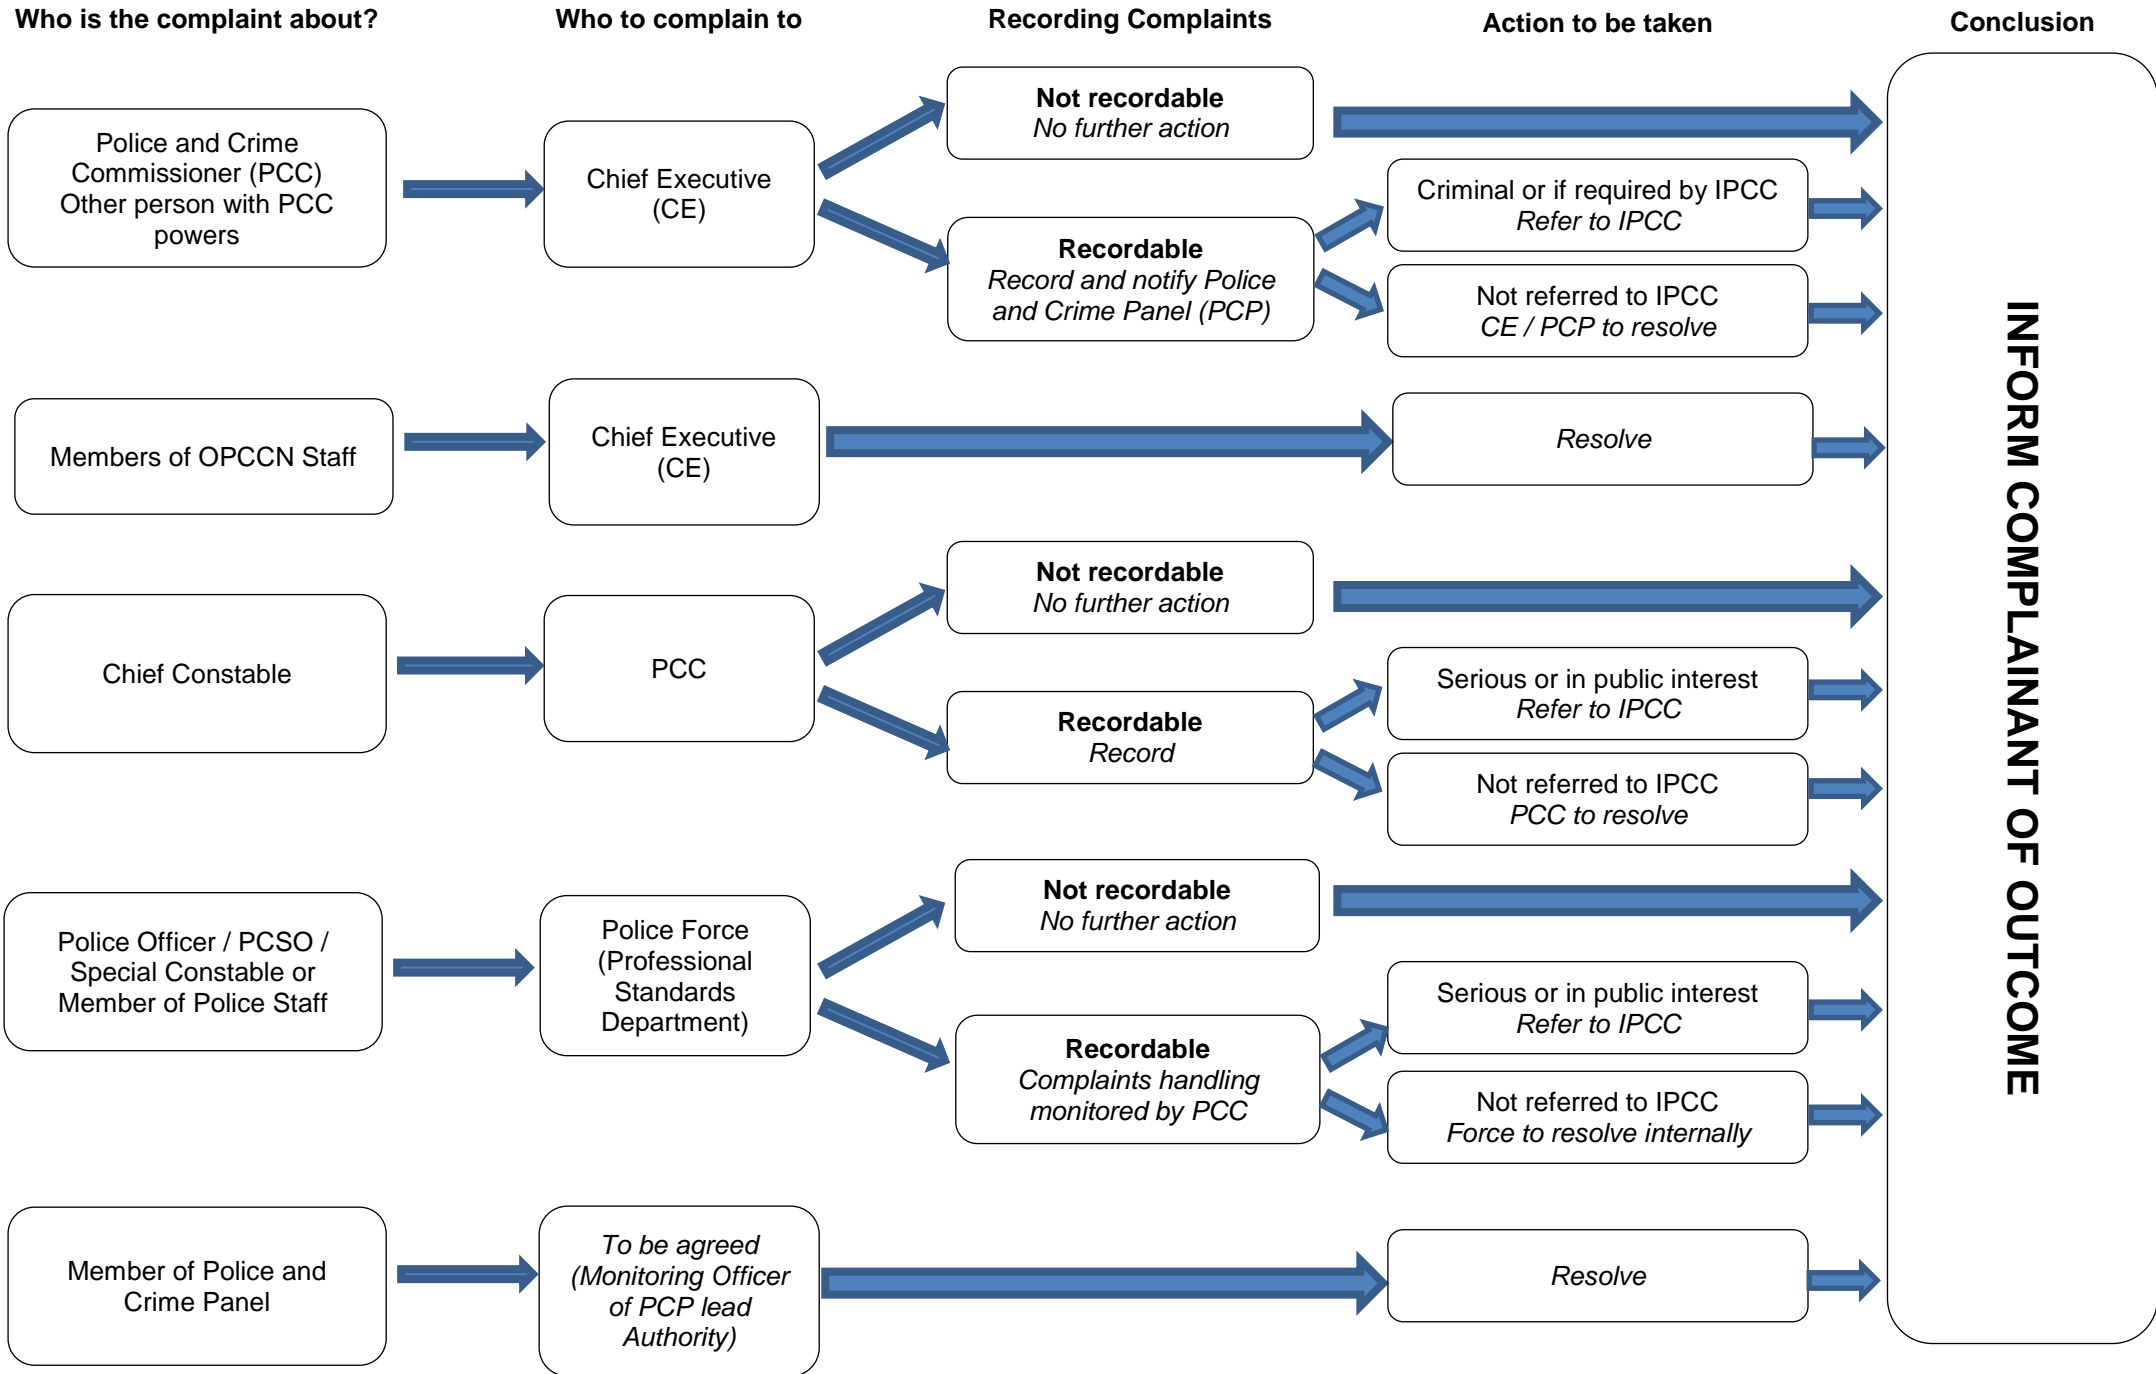 Who is the complaint about?
Who to complain to
Recording Complaints
Action to be taken
Conclusion
Police and Crime
Commissioner (PCC)
Other person with PCC
powers
Chief Executive
(CE)
Not recordable
No further action
Recordable
Record and notify Police
and Crime Panel (PCP)
Criminal or if required by IPCC
Refer to IPCC
Not referred to IPCC
CE / PCP to resolve
Members of OPCCN Staff
Chief Executive
(CE)
Resolve
Chief Constable
PCC
Not recordable
No further action
Recordable
Record
Serious or in public interest
Refer to IPCC
Not referred to IPCC
PCC to resolve
Police Officer / PCSO /
Special Constable or
Member of Police Staff
Police Force
(Professional
Standards
Department)
Not recordable
No further action
Recordable
Complaints handling
monitored by PCC
Serious or in public interest
Refer to IPCC
Not referred to IPCC
Force to resolve internally
Member of Police and
Crime Panel
To be agreed
(Monitoring Officer
of PCP lead
Authority)
Resolve
INFORM COMPLAINANT OF OUTCOME